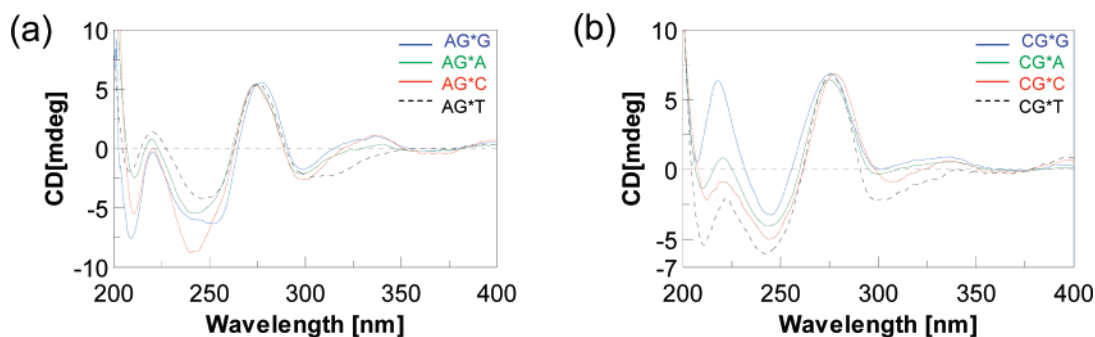 (a)
10
5
0
-5
-10
CD[mdeg]
AG*G
AG*A
AG*C
AG*T
200 250 300 350 400
Wavelength [nm]
(b)
10
5
0
-5
-7
CD[mdeg]
CG*G
CG*A
CG*C
CG*T
200 250 300 350 400
Wavelength [nm]